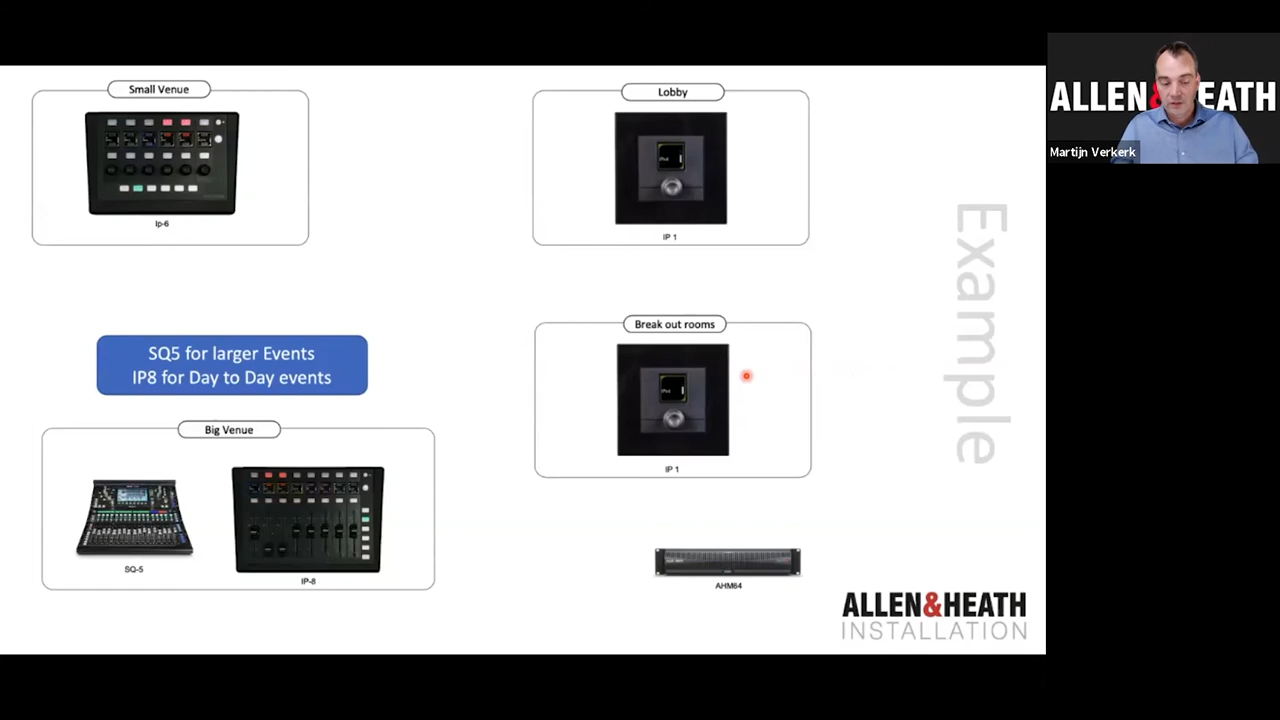 Small Venue
Ip-6
Lobby
IP 1
SQ5 for larger Events
IP8 for Day to Day events
Break out rooms
IP 1
Big Venue
SQ-5
IP-8
AHM64
ALLEN&HEATH
INSTALLATION
Example
ALLEN&HEATH
Martijn Verkerk